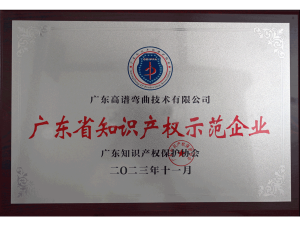 广东高谱弯曲技术有限公司
广东省知识产权示范企业
广东知识产权保护协会
二〇二三年十一月